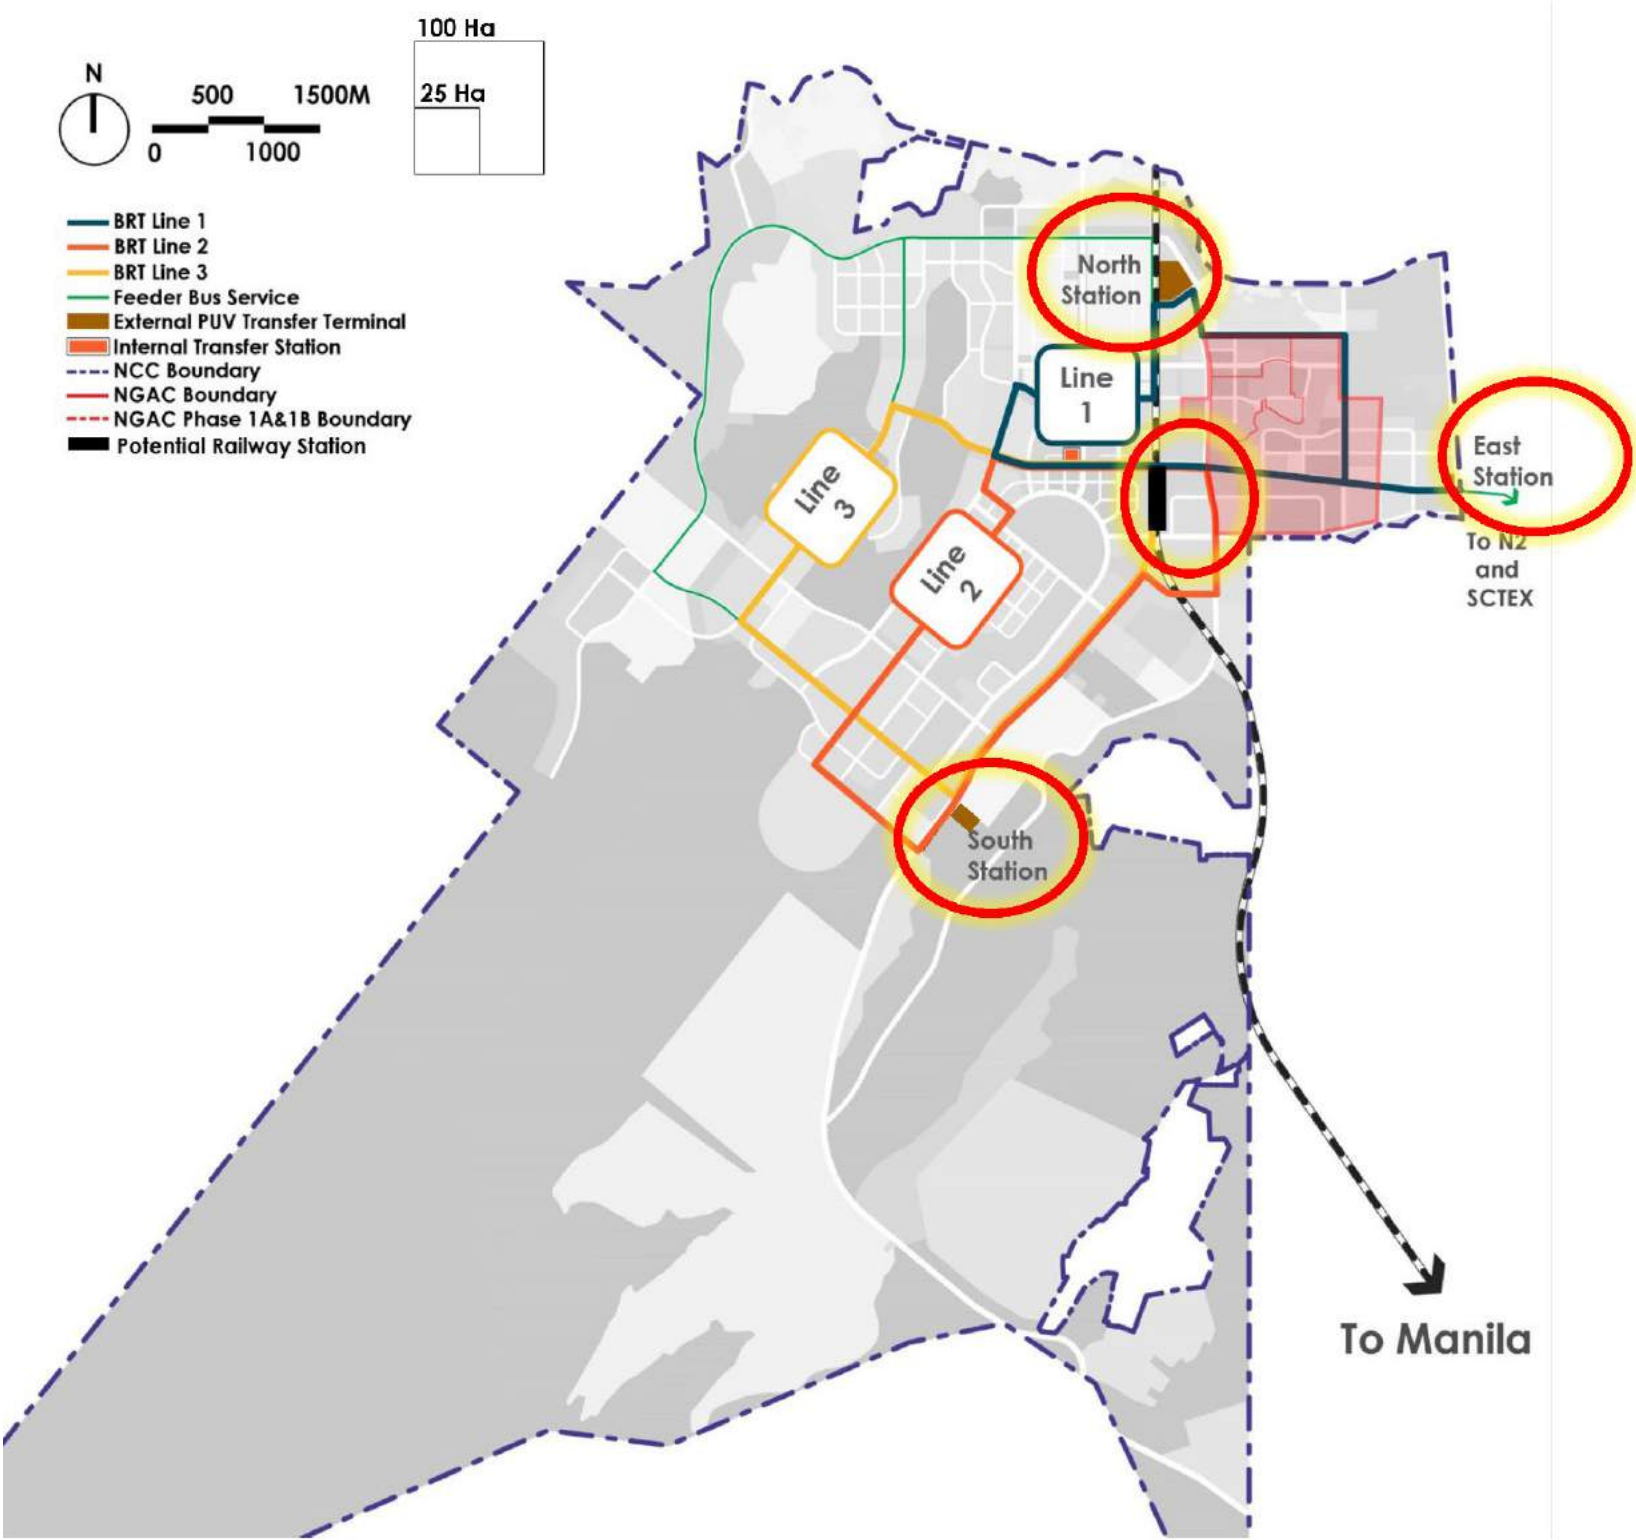 100 Ha
25 Ha
N
500 1500M
0 1000
BRT Line 1
BRT Line 2
BRT Line 3
Feeder Bus Service
External PUV Transfer Terminal
Internal Transfer Station
NCC Boundary
NGAC Boundary
NGAC Phase 1A&1B Boundary
Potential Railway Station
North
Station
Line
1
East
Station
Line
3
Line
2
To N2
and
SCTEX
South
Station
To Manila